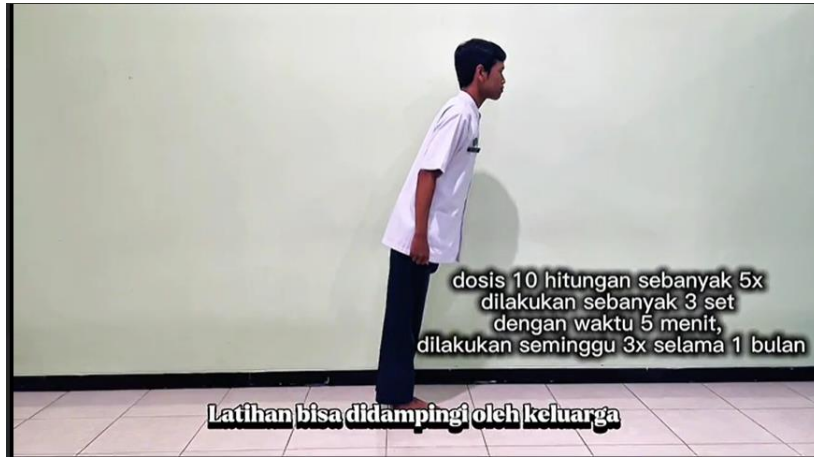 dosis 10 hitungan sebanyak 5x
dilakukan sebanyak 3 set
dengan waktu 5 menit,
dilakukan seminggu 3x selama 1 bulan
Latihan bisa didampingi oleh keluarga